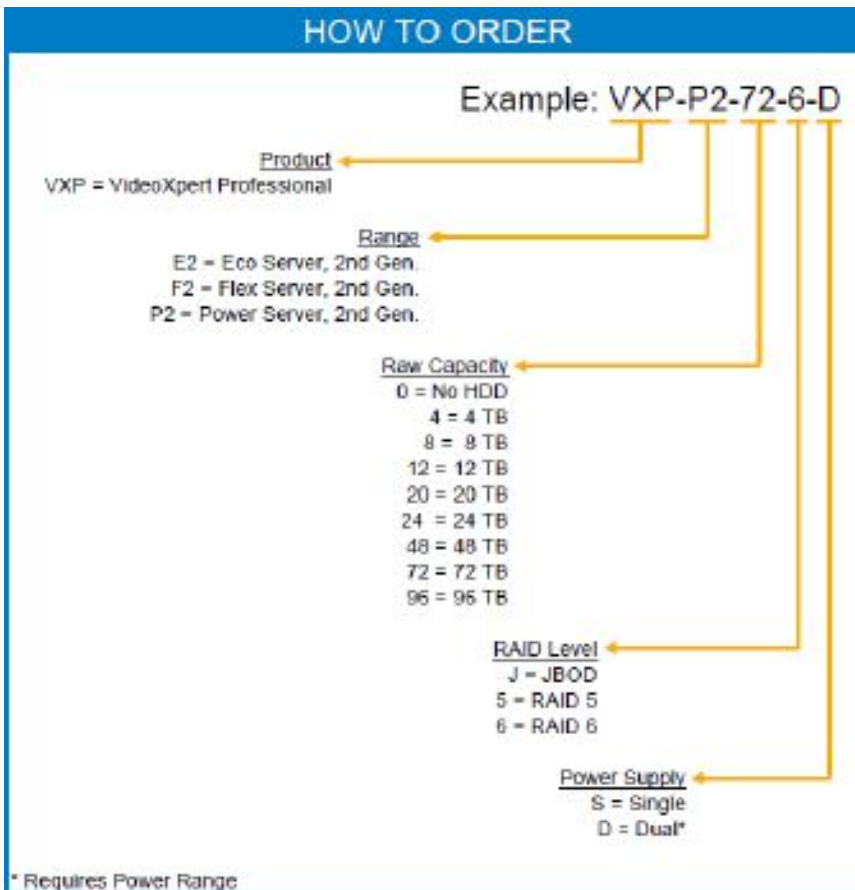 HOW TO ORDER
Example: VXP-P2-72-6-D
Product
VXP = VideoXpert Professional
Range
E2 = Eco Server, 2nd Gen.
F2 = Flex Server, 2nd Gen.
P2 = Power Server, 2nd Gen.
Raw Capacity
0 = No HDD
4 = 4 TB
8 = 8 TB
12 = 12 TB
20 = 20 TB
24 = 24 TB
48 = 48 TB
72 = 72 TB
96 = 96 TB
RAID Level
J = JBOD
5 = RAID 5
6 = RAID 6
Power Supply
S = Single
D = Dual*
* Requires Power Range